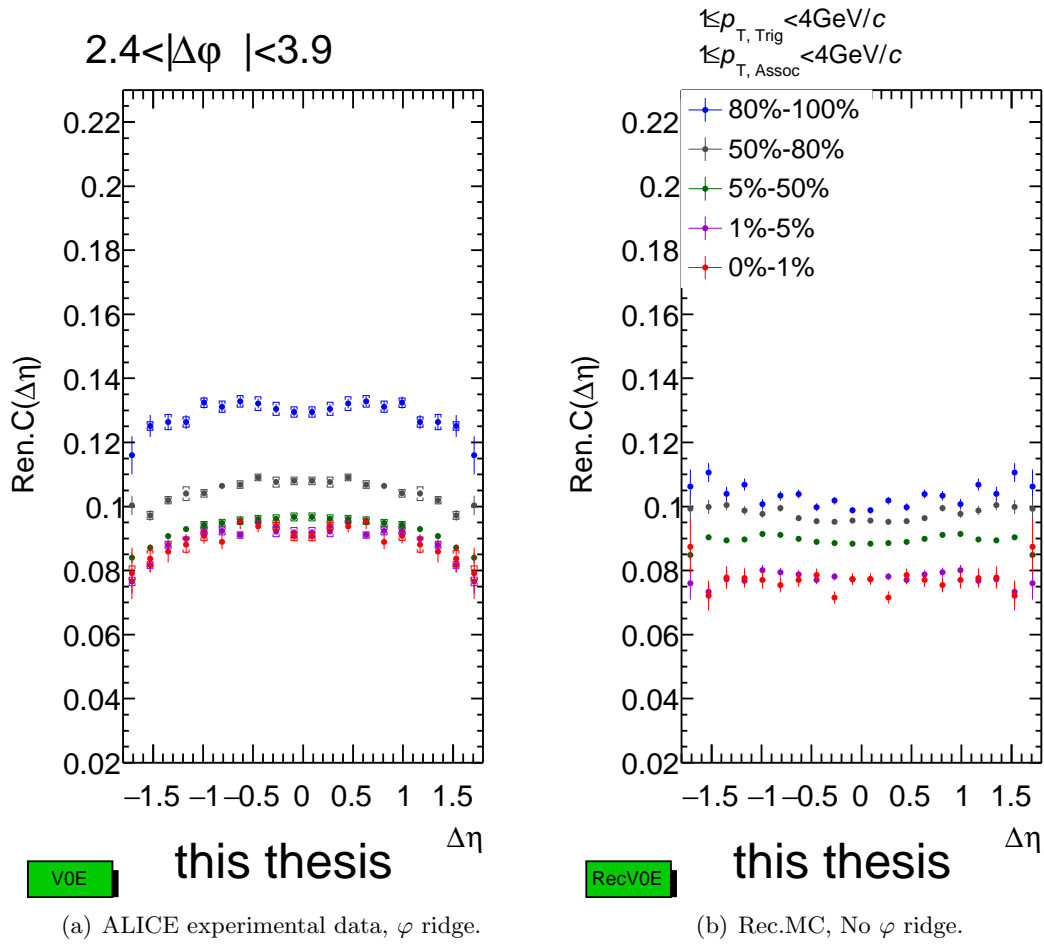 1≤p T, Trig <4GeV/c
2.4<|Δφ |<3.9
1≤p T, Assoc <4GeV/c
80%-100%
50%-80%
5%-50%
1%-5%
0%-1%
Ren.C(Δη)
0.22
0.2
0.18
0.16
0.14
0.12
0.1
0.08
0.06
0.04
0.02
−1.5 −1 −0.5 0 0.5 1 1.5
Δη
this thesis
V0E
Ren.C(Δη)
0.22
0.2
0.18
0.16
0.14
0.12
0.1
0.08
0.06
0.04
0.02
−1.5 −1 −0.5 0 0.5 1 1.5
Δη
this thesis
RecV0E
(a) ALICE experimental data, φ ridge.
(b) Rec.MC, No φ ridge.